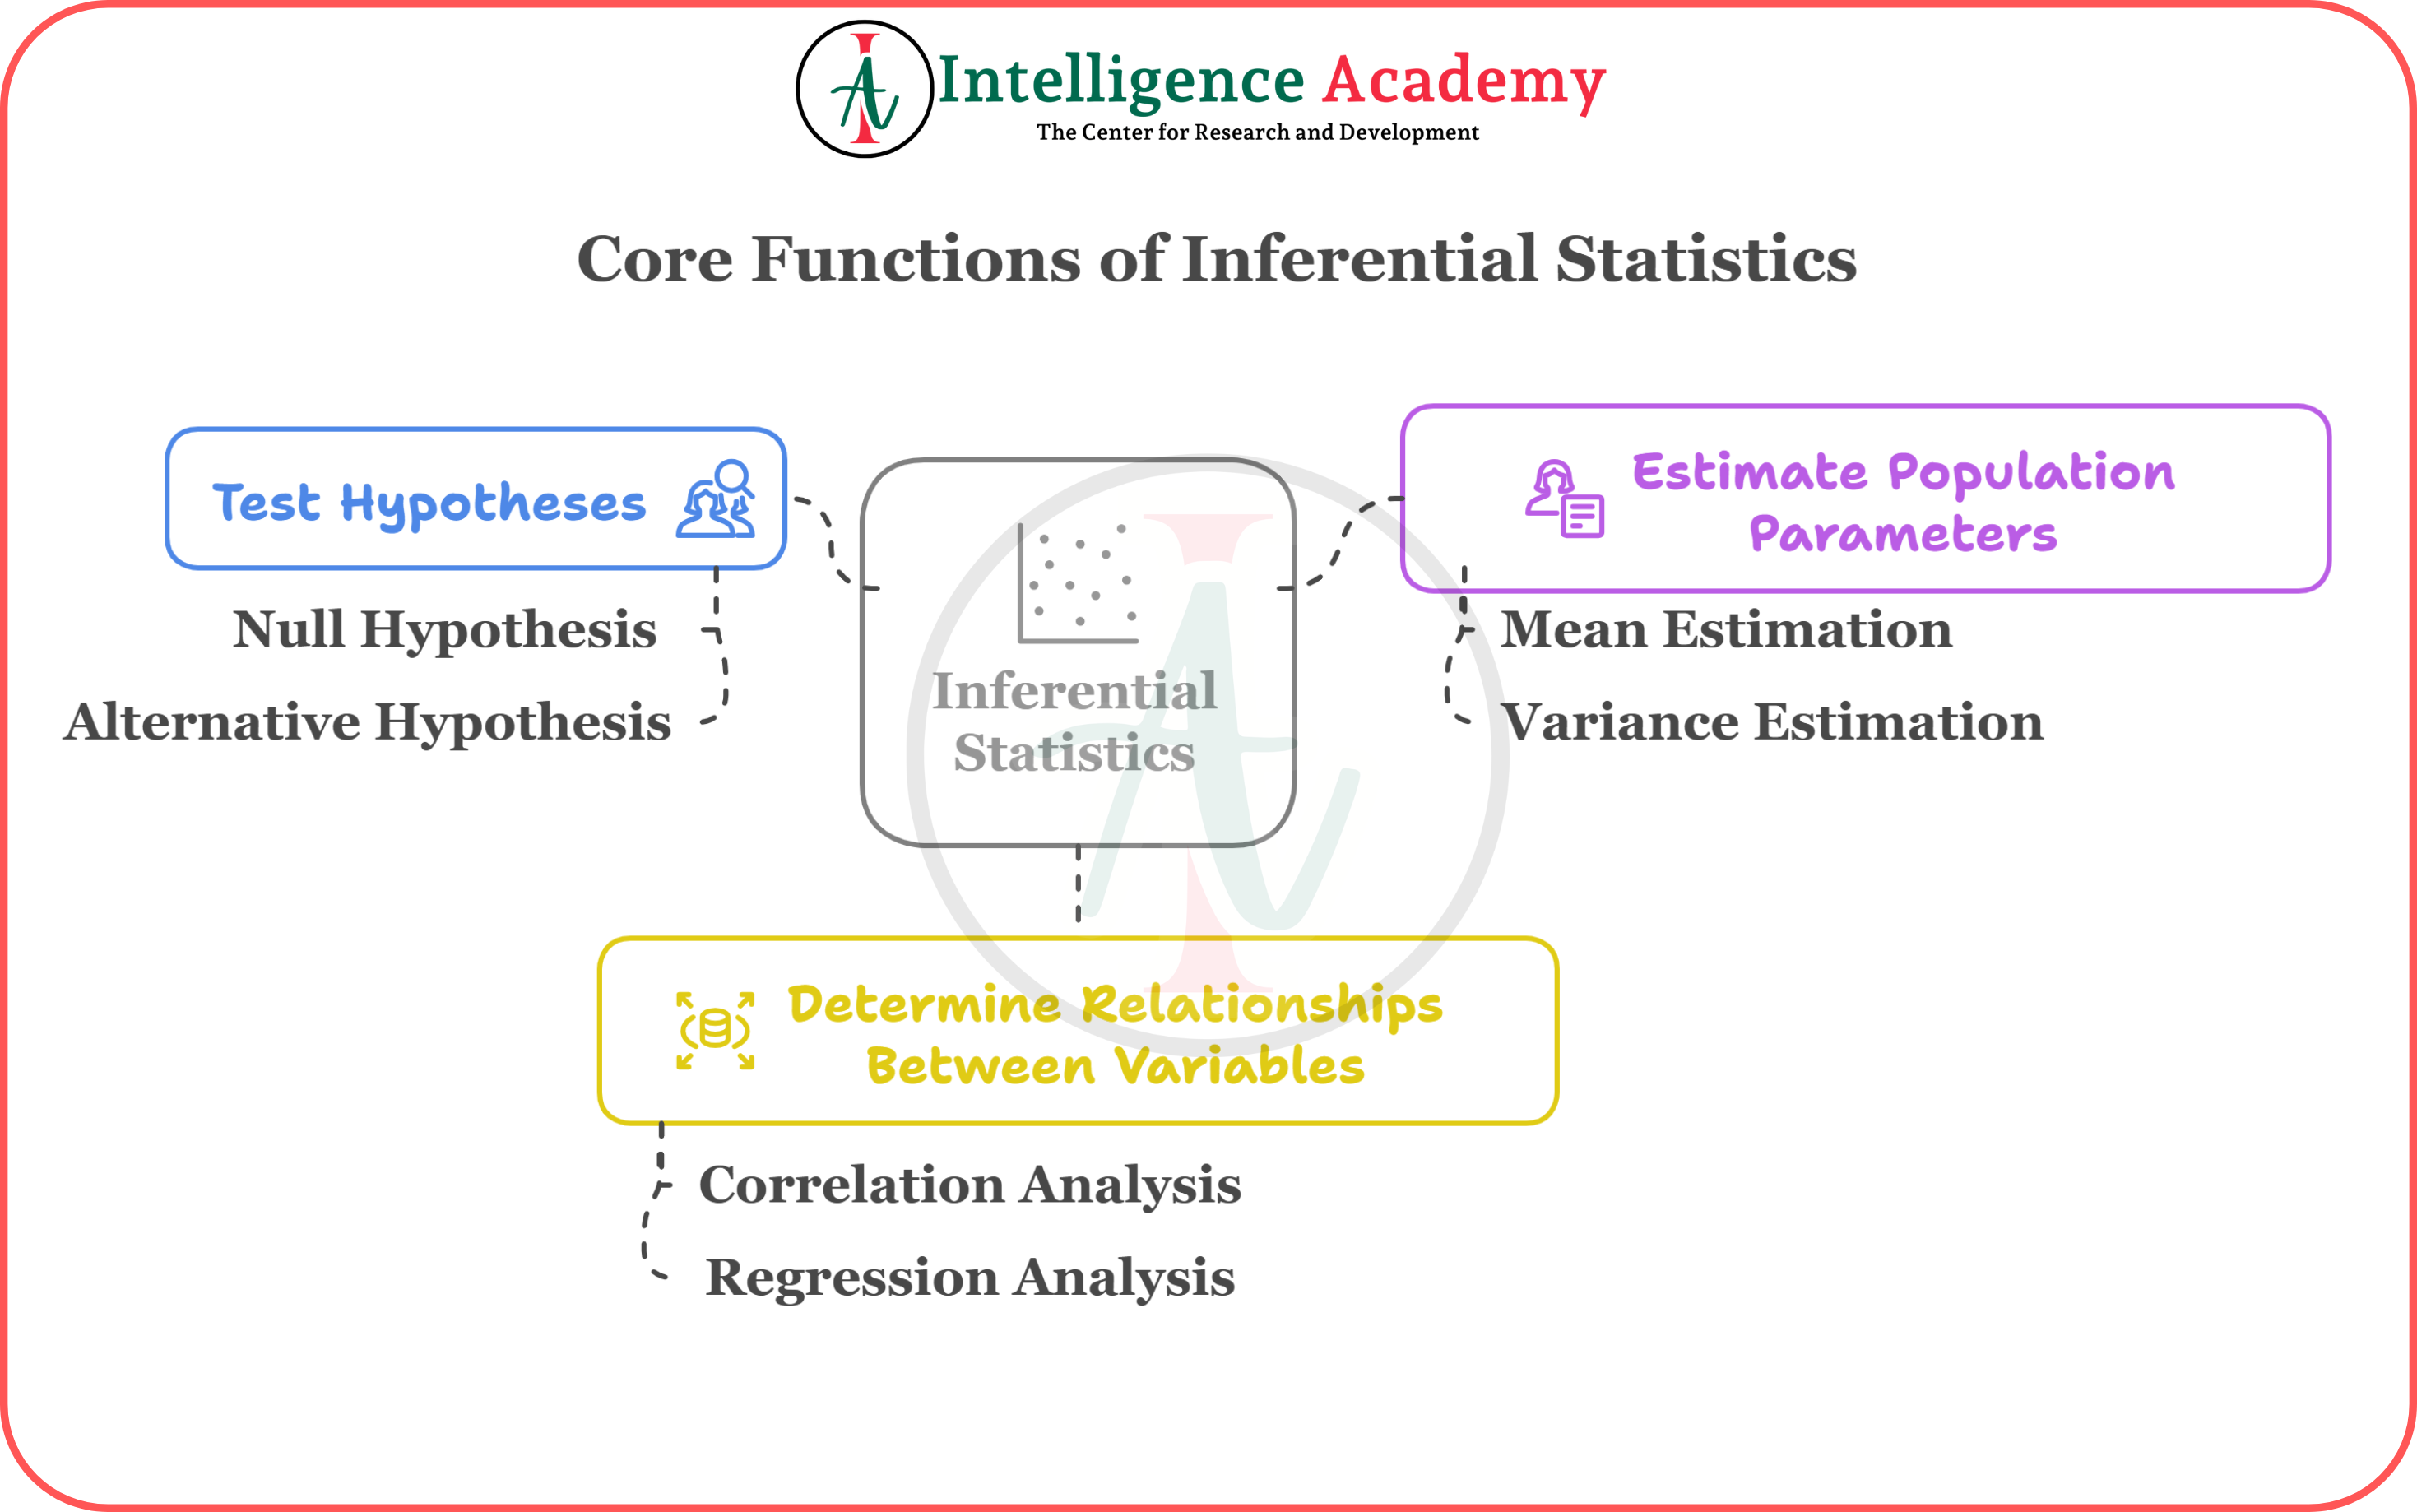 Intelligence Academy
The Center for Research and Development
Core Functions of Inferential Statistics
Test Hypotheses
Null Hypothesis
Alternative Hypothesis
Inferential
Statistics
Estimate Population
Parameters
Mean Estimation
Variance Estimation
Determine Relationships
Between Variables
Correlation Analysis
Regression Analysis